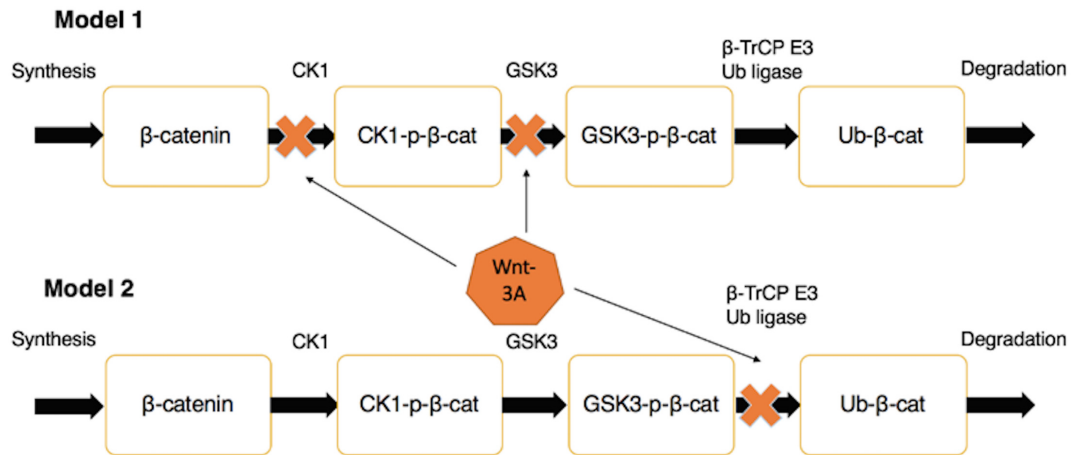 Model 1
β-TrCP E3
Synthesis CK1 GSK3 Ub ligase Degradation
β-catenin CK1-p-β-cat GSK3-p-β-cat Ub-β-cat
Wnt-
3A
Model 2
β-TrCP E3
Ub ligase
Synthesis CK1 GSK3 Degradation
β-catenin CK1-p-β-cat GSK3-p-β-cat Ub-β-cat